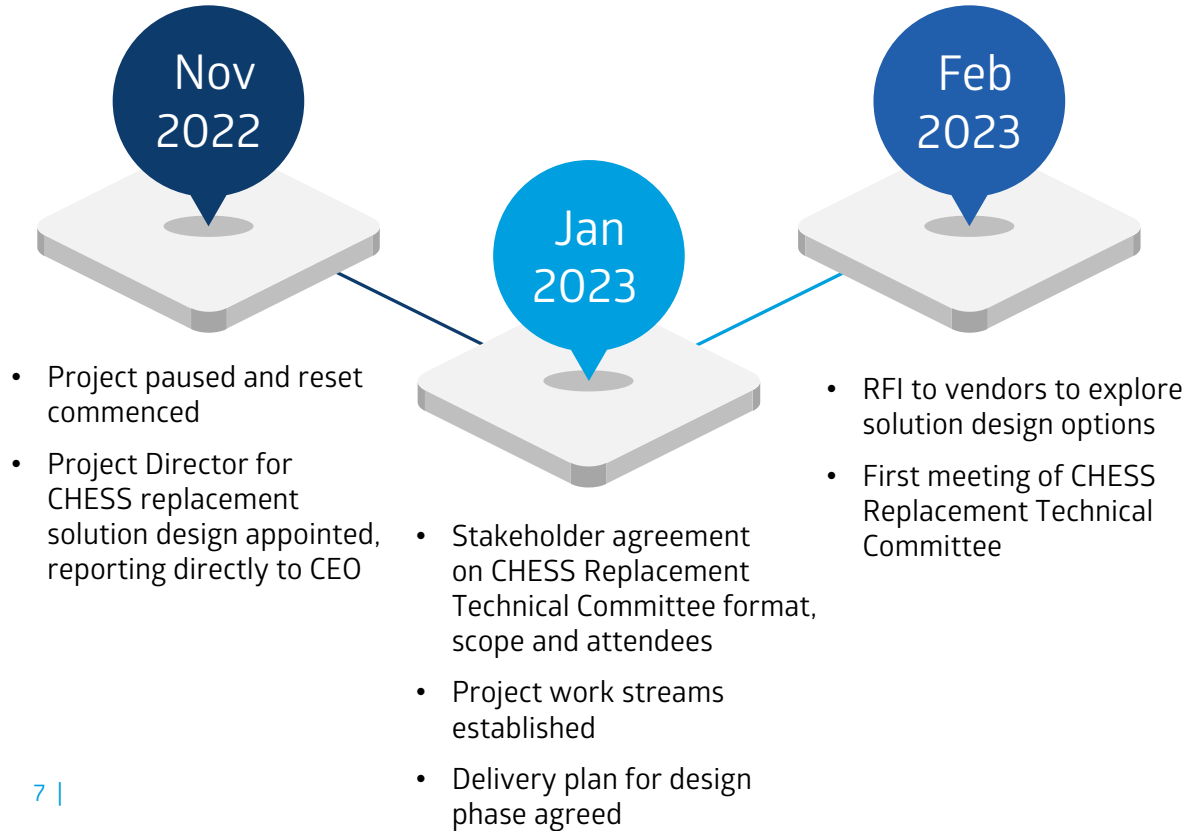 Nov
2022
• Project paused and reset
commenced
• Project Director for
CHESS replacement
solution design appointed,
reporting directly to CEO
Jan
2023
• Stakeholder agreement
on CHESS Replacement
Technical Committee format,
scope and attendees
• Project work streams
established
• Delivery plan for design
phase agreed
Feb
2023
• RFI to vendors to explore
solution design options
• First meeting of CHESS
Replacement Technical
Committee
7 |